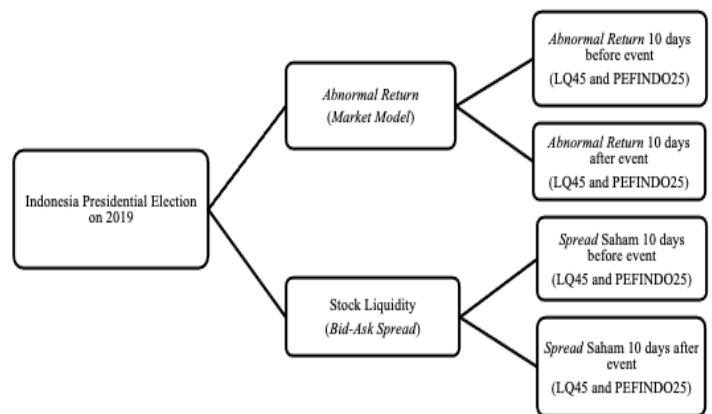 Indonesia Presidential Election
on 2019
Abnormal Return
(Market Model)
Stock Liquidity
(Bid-Ask Spread)
Abnormal Return 10 days
before event
(LQ45 and PEFINDO25)
Abnormal Return 10 days
after event
(LQ45 and PEFINDO25)
Spread Saham 10 days
before event
(LQ45 and PEFINDO25)
Spread Saham 10 days after
event
(LQ45 and PEFINDO25)